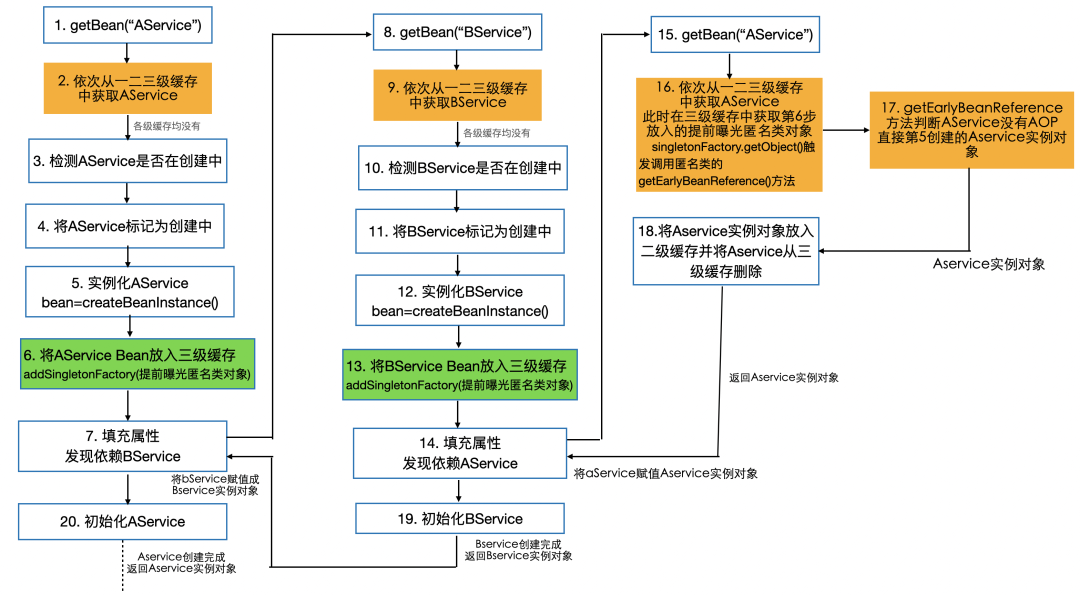 1. getBean(“AService”)
2. 依次从一二三级缓存
中获取AService
各级缓存均没有
3. 检测AService是否在创建中
4. 将AService标记为创建中
5. 实例化AService
bean=createBeanInstance()
6. 将AService Bean放入三级缓存
addSingletonFactory(提前曝光匿名类对象)
7. 填充属性
发现依赖BService
将bService赋值成
Bservice实例对象
20. 初始化AService
Aservice创建完成
返回Aservice实例对象
8. getBean(“BService”)
9. 依次从一二三级缓存
中获取BService
各级缓存均没有
10. 检测BService是否在创建中
11. 将BService标记为创建中
12. 实例化BService
bean=createBeanInstance()
13. 将BService Bean放入三级缓存
addSingletonFactory(提前曝光匿名类对象)
14. 填充属性
发现依赖AService
将aService赋值Aservice实例对象
19. 初始化BService
Bservice创建完成
返回Bservice实例对象
15. getBean(“AService”)
16. 依次从一二三级缓存
中获取AService
此时在三级缓存中获取第6步
放入的提前曝光匿名类对象
singletonFactory.getObject()触
发调用匿名类的
getEarlyBeanReference()方法
17. getEarlyBeanReference
方法判断AService没有AOP
直接第5创建的Aservice实例对
象
Aservice实例对象
18.将Aservice实例对象放入
二级缓存并将Aservice从三
级缓存删除
返回Aservice实例对象